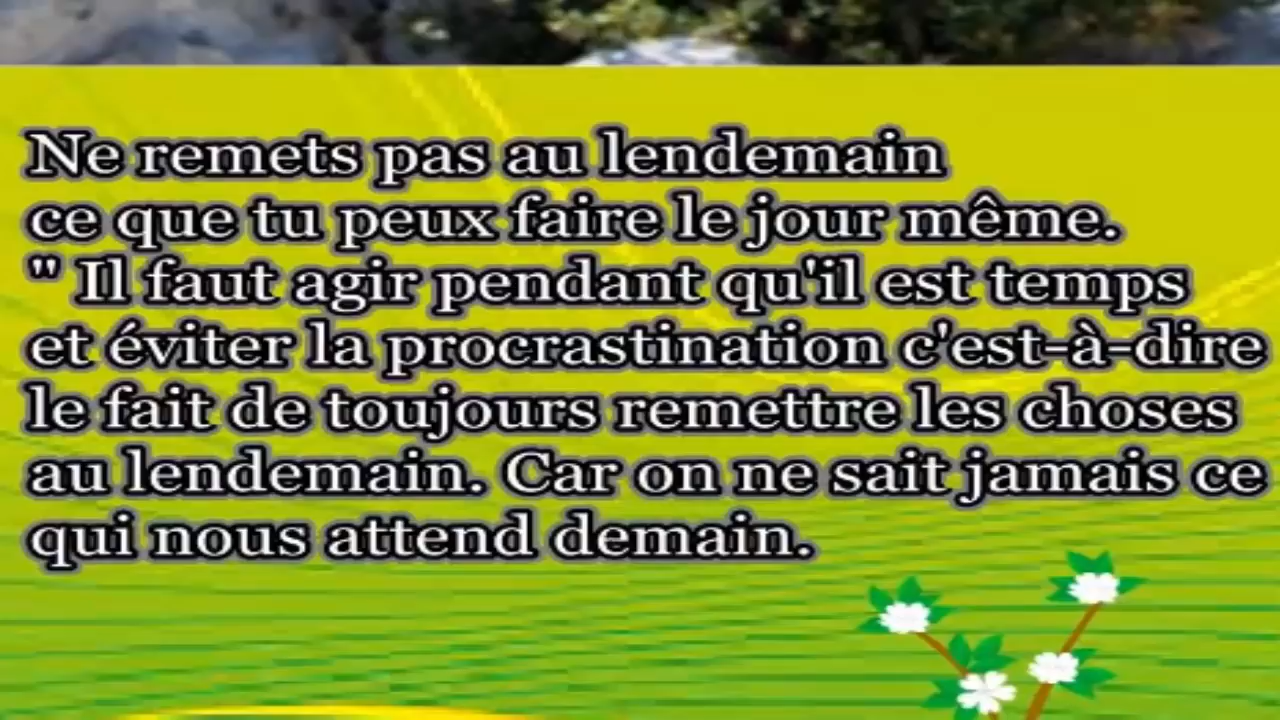 Ne remets pas au lendemain
ce que tu peux faire le jour même.
" Il faut agir pendant qu'il est temps
et éviter la procrastination c'est-à-dire
le fait de toujours remettre les choses
au lendemain. Car on ne sait jamais ce
qui nous attend demain.